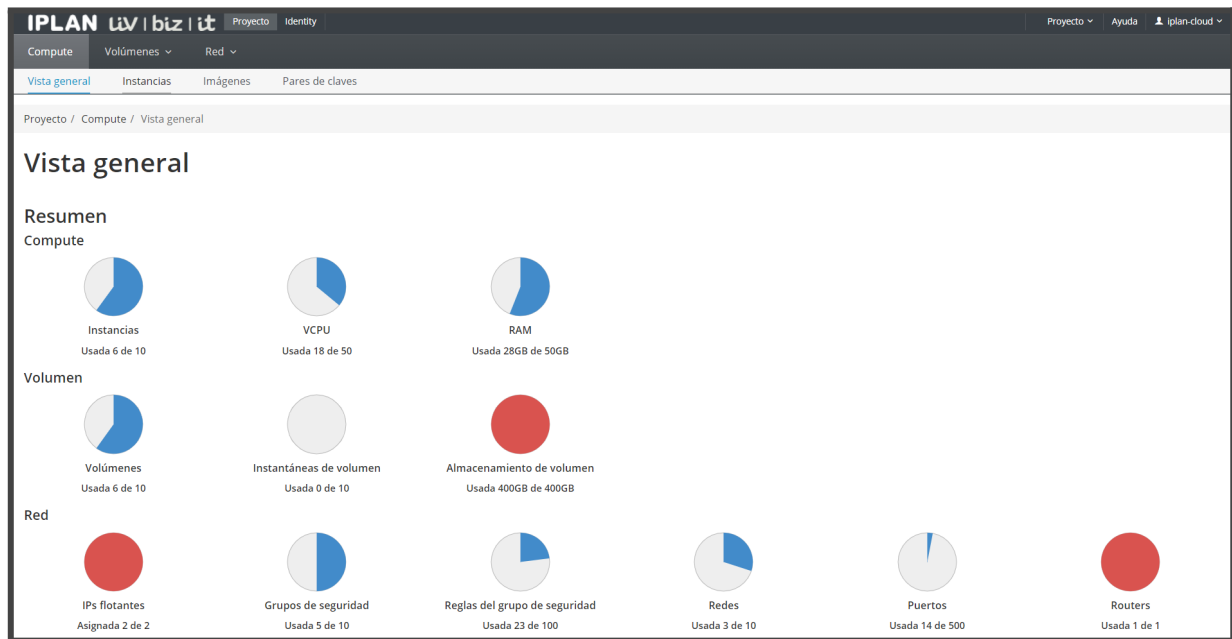 IPLAN liv | biz | it Proyecto Identity Proyecto Ayuda iplan-cloud
Compute Volúmenes Red
Vista general Instancias Imágenes Pares de claves
Proyecto / Compute / Vista general
Vista general
Resumen
Compute
Instancias VCPU RAM
Usada 6 de 10 Usada 18 de 50 Usada 28GB de 50GB
Volumen
Volúmenes Instantáneas de volumen Almacenamiento de volumen
Usada 6 de 10 Usada 0 de 10 Usada 400GB de 400GB
Red
IPs flotantes Grupos de seguridad Reglas del grupo de seguridad Redes Puertos Routers
Asignada 2 de 2 Usada 5 de 10 Usada 23 de 100 Usada 3 de 10 Usada 14 de 500 Usada 1 de 1